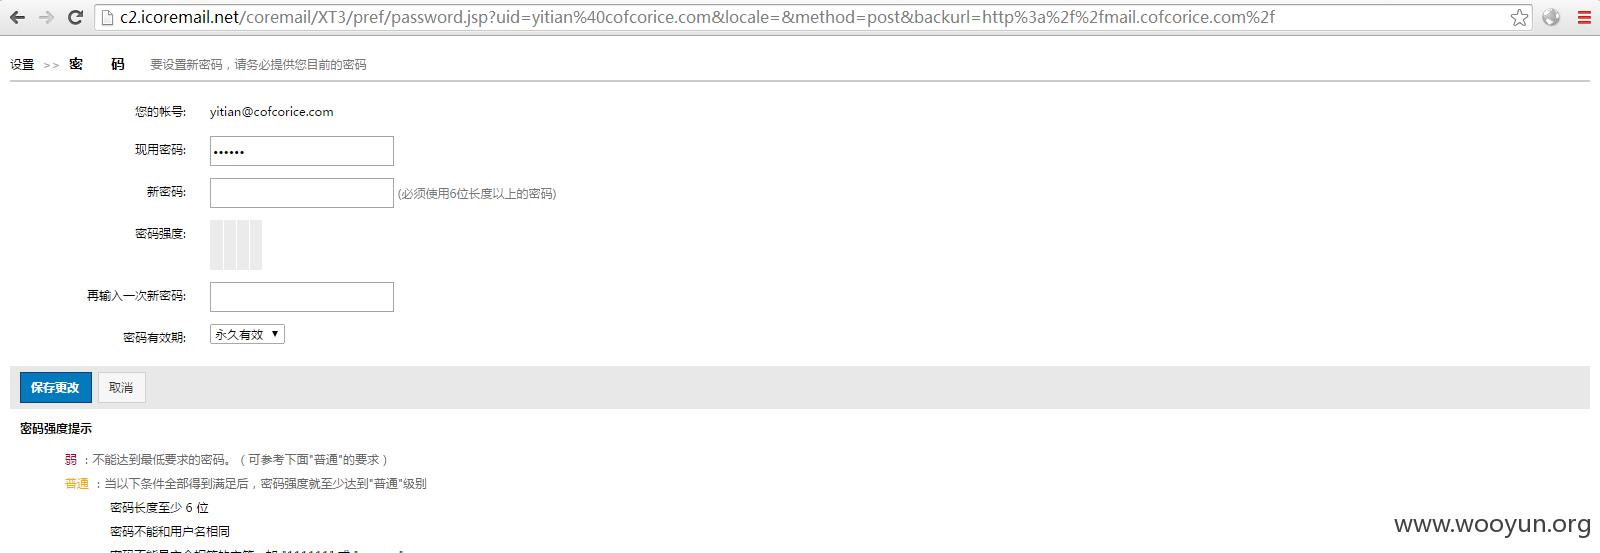 c2.icoremail.net/coremail/XT3/pref/password.jsp?uid=yitian%40cofcorice.com&locale=&method=post&backurl=http%3a%2f%2fmail.cofcorice.com%2f
设置 >> 密 码 要设置新密码，请务必提供您目前的密码
您的帐号: yitian@cofcorice.com
现用密码: ••••••
新密码: (必须使用6位长度以上的密码)
密码强度:
再输入一次新密码:
密码有效期: 永久有效
保存更改 取消
密码强度提示
弱 ：不能达到最低要求的密码。（可参考下面"普通"的要求）
普通 ：当以下条件全部得到满足后，密码强度就至少达到"普通"级别
密码长度至少 6 位
密码不能和用户名相同
www.wooyun.org